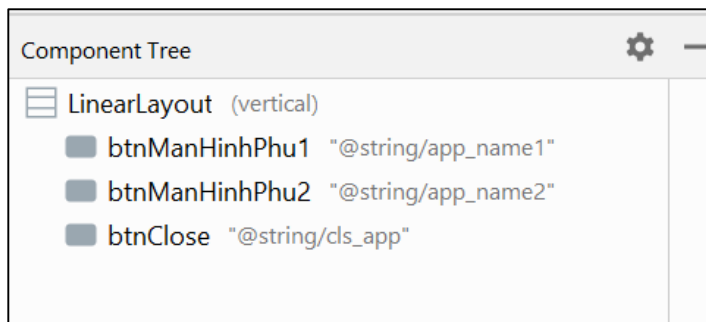 Component Tree
LinearLayout (vertical)
btnManHinhPhu1 "@string/app_name1"
btnManHinhPhu2 "@string/app_name2"
btnClose "@string/cls_app"